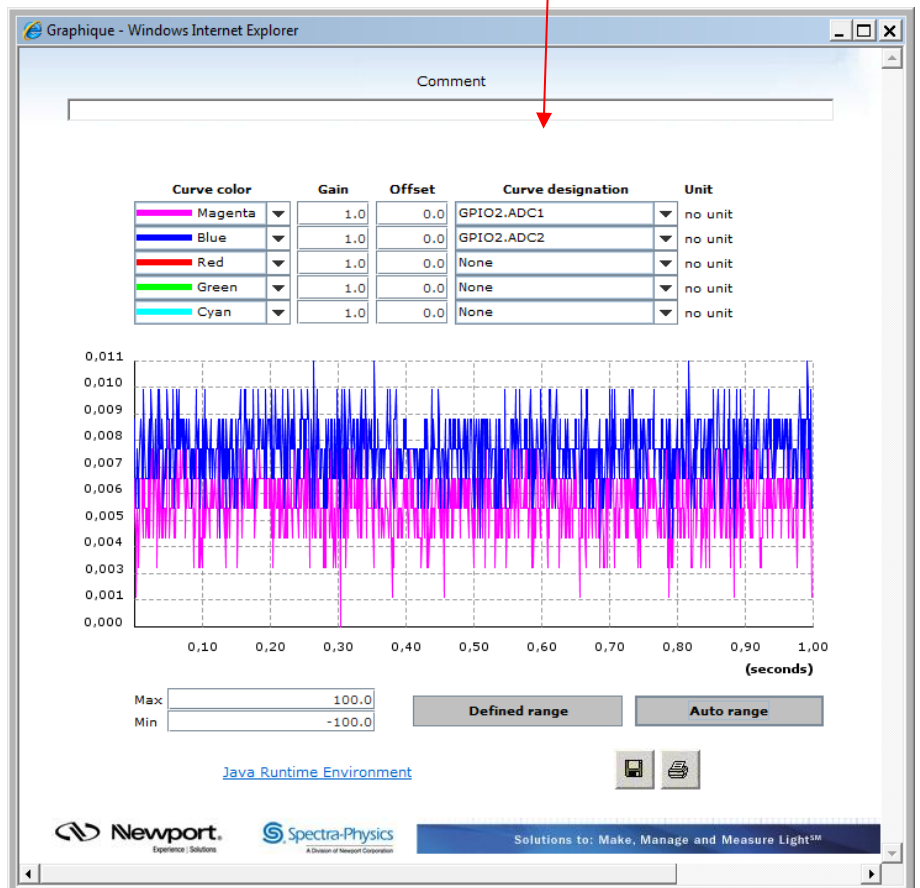 Graphique - Windows Internet Explorer
Comment
Curve color Gain Offset Curve designation Unit
Magenta 1.0 0.0 GPIO2.ADC1 no unit
Blue 1.0 0.0 GPIO2.ADC2 no unit
Red 1.0 0.0 None no unit
Green 1.0 0.0 None no unit
Cyan 1.0 0.0 None no unit
0,011
0,010
0,009
0,008
0,007
0,006
0,005
0,004
0,003
0,001
0,000
0,10 0,20 0,30 0,40 0,50 0,60 0,70 0,80 0,90 1,00
(seconds)
Max 100.0 Defined range Auto range
Min -100.0
Java Runtime Environment
Newport. Spectra-Physics Solutions to: Make, Manage and Measure Light℠
Experience | Solutions A Division of Newport Corporation